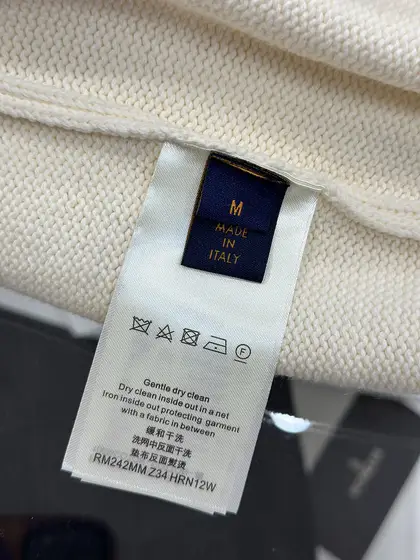 M
MADE
IN
ITALY
F
Gentle dry clean
Dry clean inside out in a net
Iron inside out protecting garment
with a fabric in between
缓和干洗
洗网中反面干洗
垫布反面熨烫
RM242MM Z34 HRN12W